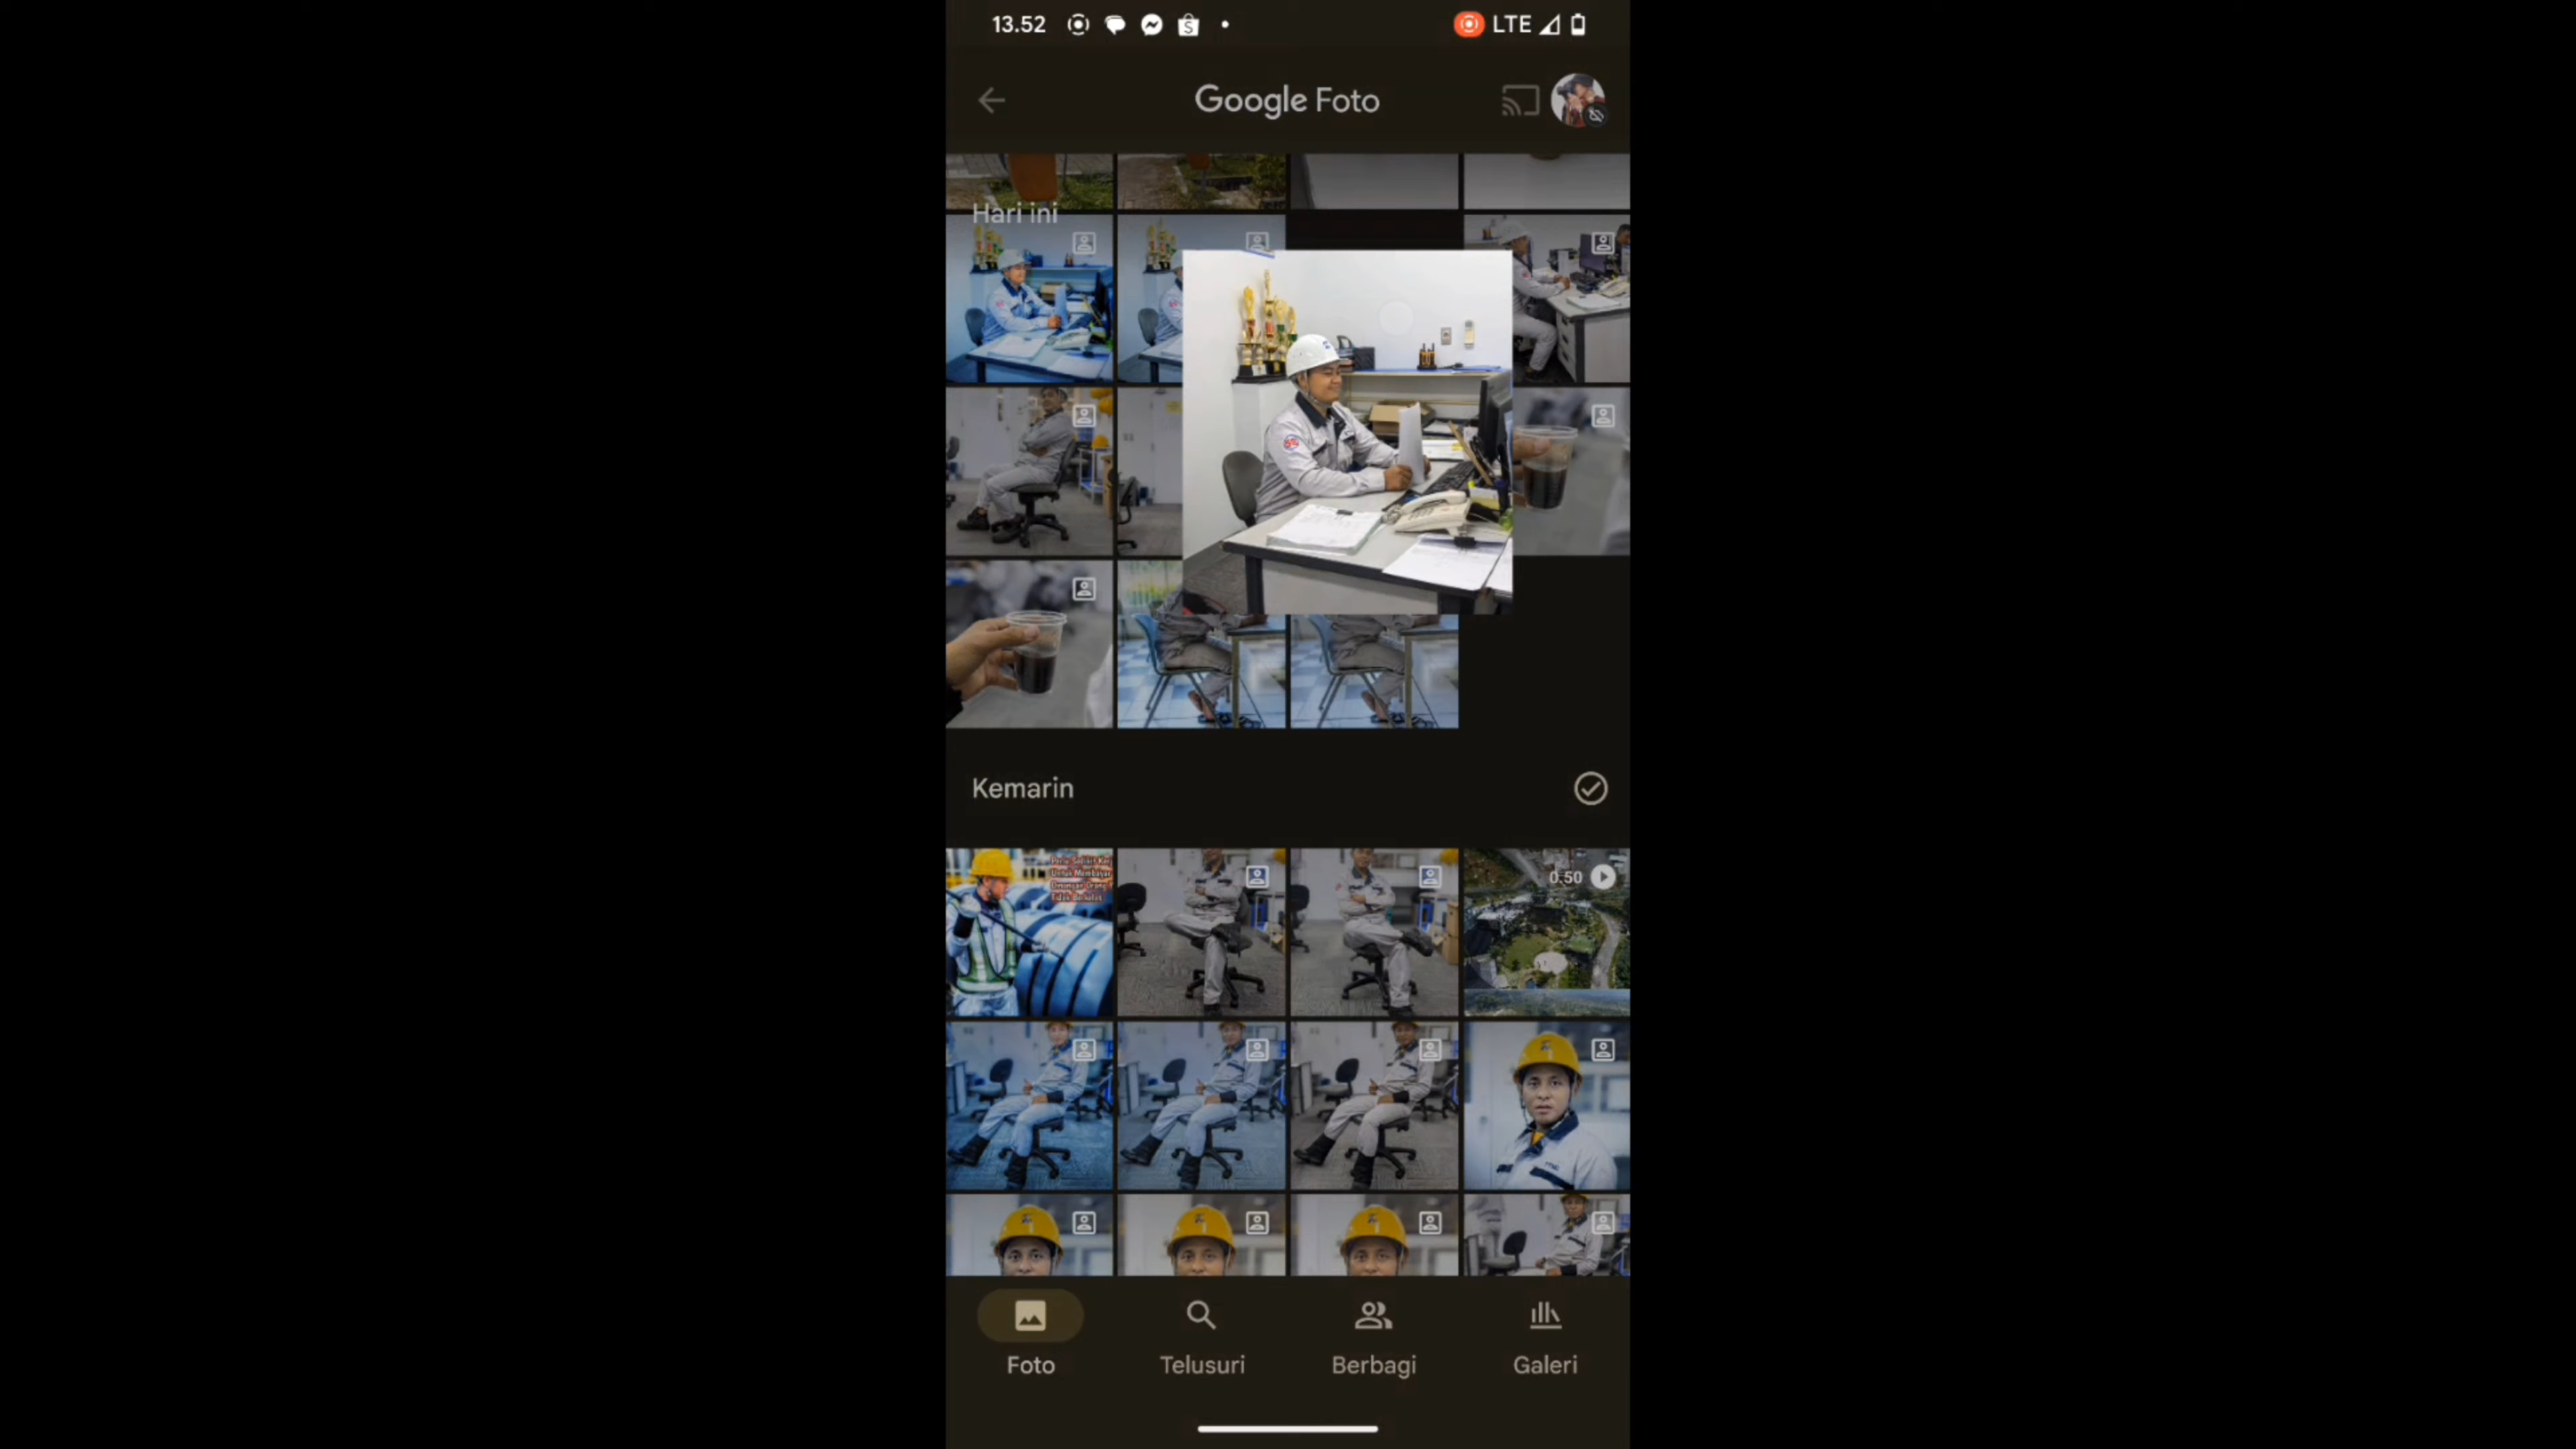 13.52
LTE
Google Foto
Hari ini
Kemarin
0.50
Foto
Telusuri
Berbagi
Galeri